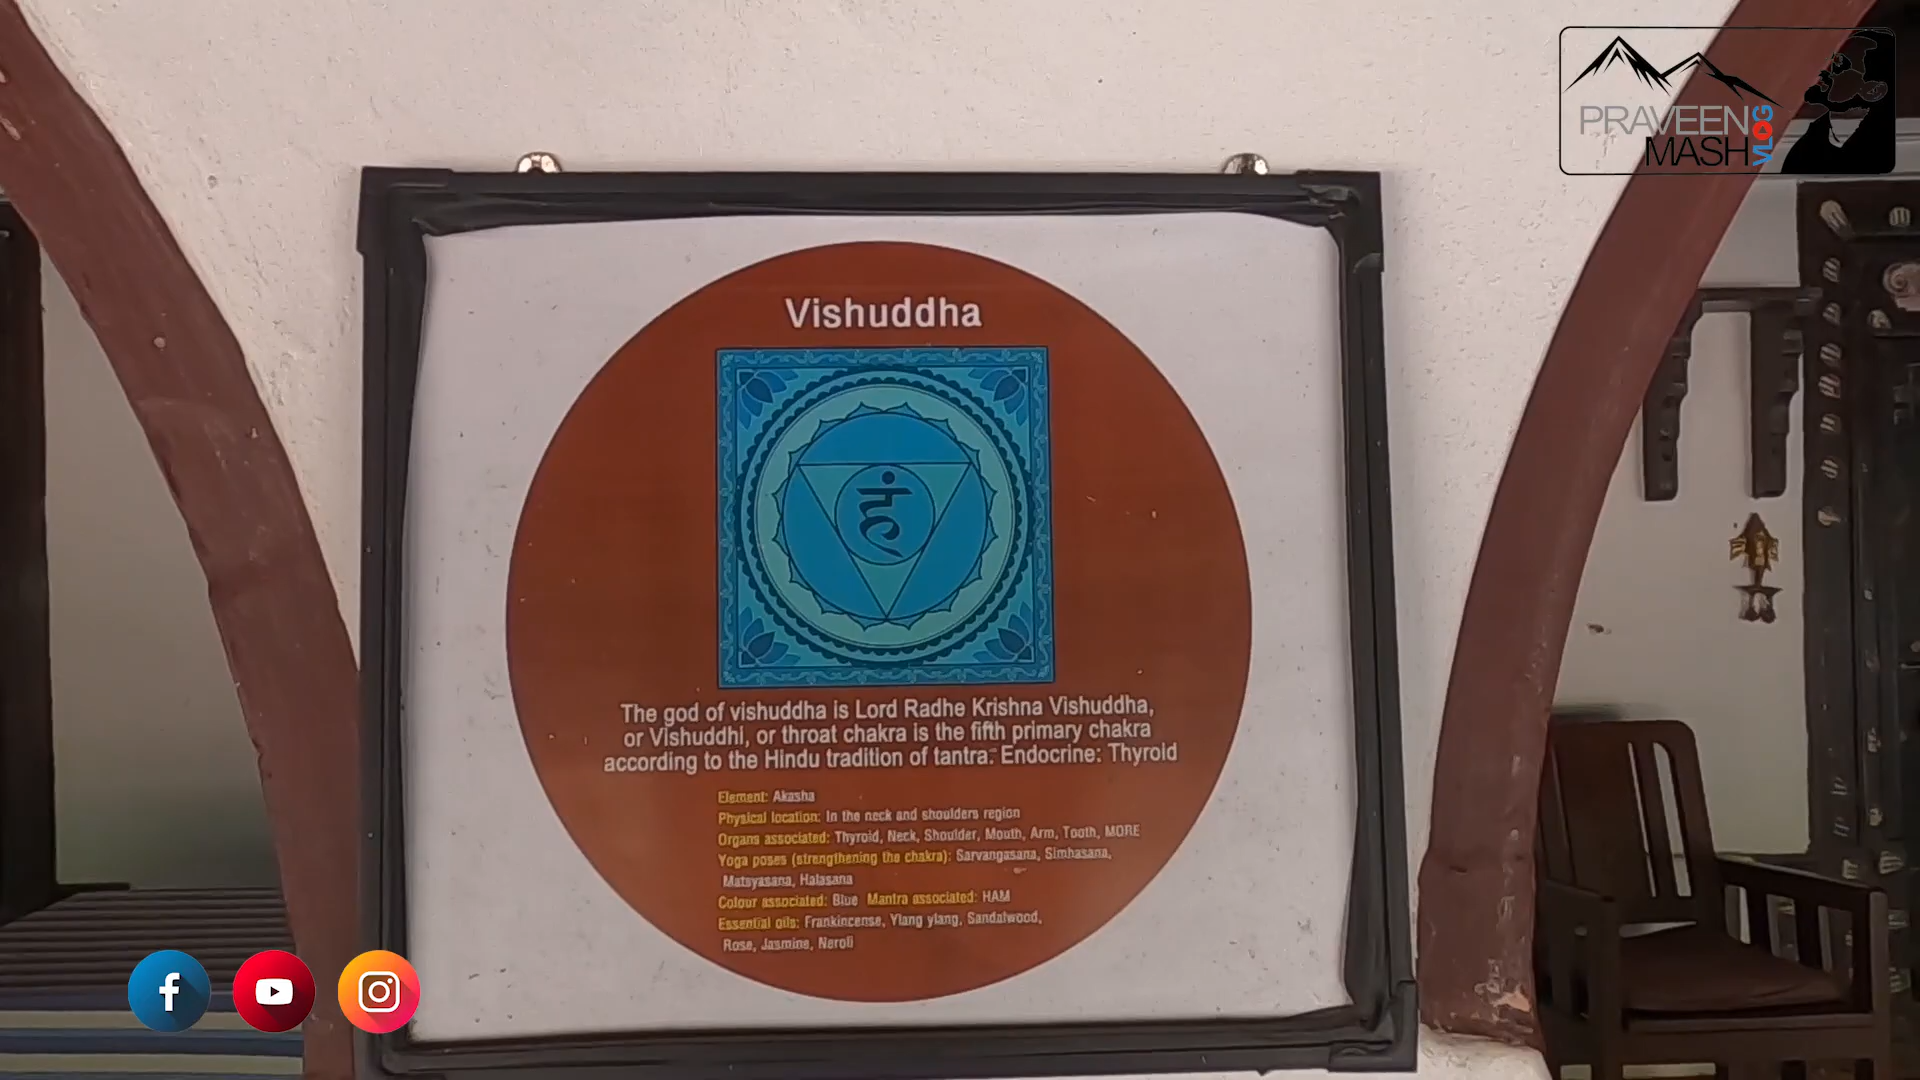 PRAVEEN
MASH
VLOG
Vishuddha
हं
The god of vishuddha is Lord Radhe Krishna Vishuddha,
or Vishuddhi, or throat chakra is the fifth primary chakra
according to the Hindu tradition of tantra. Endocrine: Thyroid
Element: Akasha
Physical location: In the neck and shoulders region
Organs associated: Thyroid, Neck, Shoulder, Mouth, Arm, Tooth, MORE
Yoga poses (strengthening the chakra): Sarvangasana, Simhasana,
Matsyasana, Halasana
Colour associated: Blue Mantra associated: HAM
Essential oils: Frankincense, Ylang ylang, Sandalwood,
Rose, Jasmine, Neroli